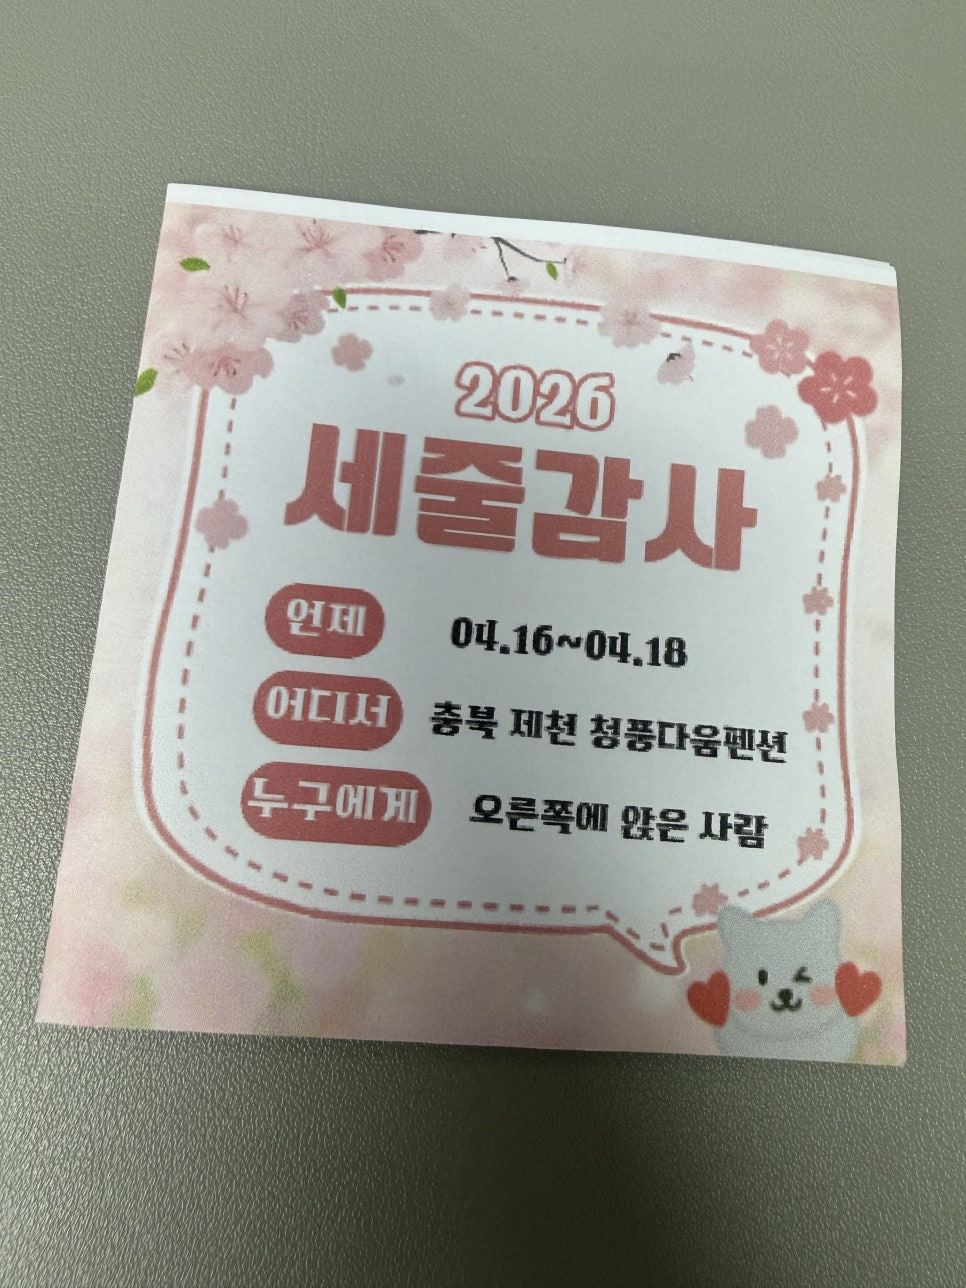 2026
세줄감사
언제 04.16~04.18
어디서 충북 제천 청풍다움펜션
누구에게 오른쪽에 앉은 사람